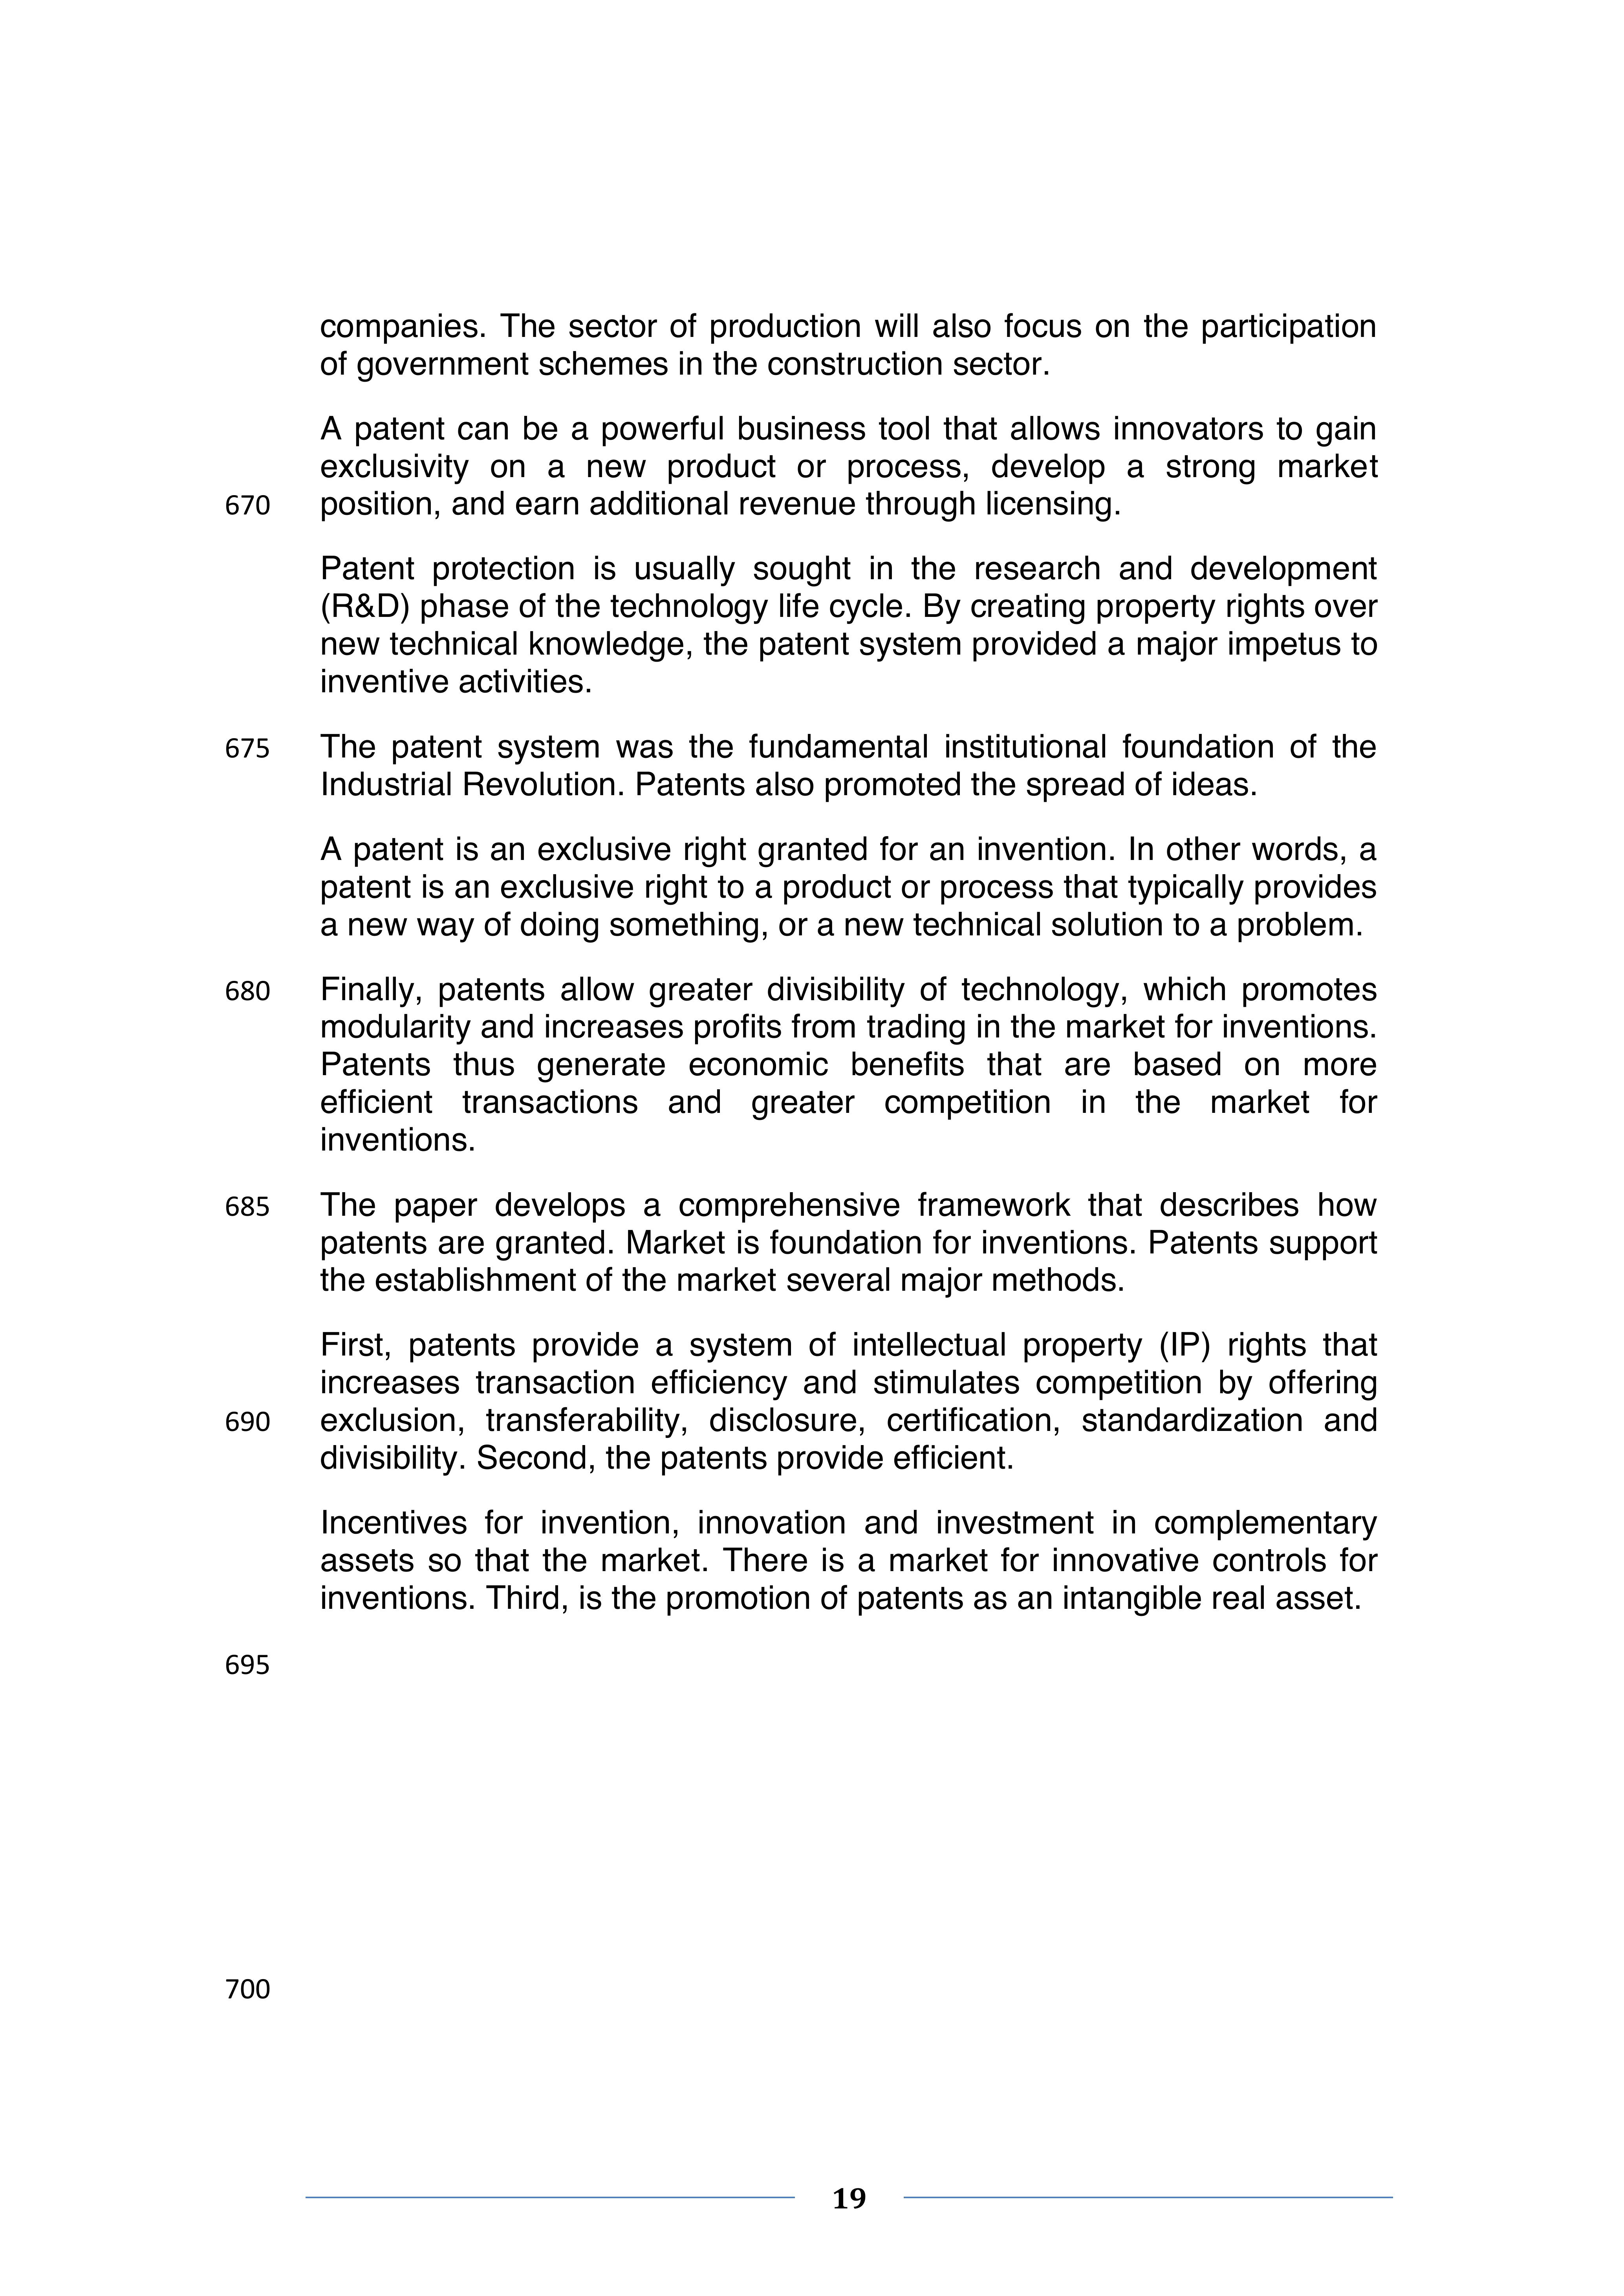 companies. The sector of production will also focus on the participation
of government schemes in the construction sector.
A patent can be a powerful business tool that allows innovators to gain
exclusivity on a new product or process, develop a strong market
670 position, and earn additional revenue through licensing.
Patent protection is usually sought in the research and development
(R&D) phase of the technology life cycle. By creating property rights over
new technical knowledge, the patent system provided a major impetus to
inventive activities.
675 The patent system was the fundamental institutional foundation of the
Industrial Revolution. Patents also promoted the spread of ideas.
A patent is an exclusive right granted for an invention. In other words, a
patent is an exclusive right to a product or process that typically provides
a new way of doing something, or a new technical solution to a problem.
680 Finally, patents allow greater divisibility of technology, which promotes
modularity and increases profits from trading in the market for inventions.
Patents thus generate economic benefits that are based on more
efficient transactions and greater competition in the market for
inventions.
685 The paper develops a comprehensive framework that describes how
patents are granted. Market is foundation for inventions. Patents support
the establishment of the market several major methods.
First, patents provide a system of intellectual property (IP) rights that
increases transaction efficiency and stimulates competition by offering
690 exclusion, transferability, disclosure, certification, standardization and
divisibility. Second, the patents provide efficient.
Incentives for invention, innovation and investment in complementary
assets so that the market. There is a market for innovative controls for
inventions. Third, is the promotion of patents as an intangible real asset.
695
700
19